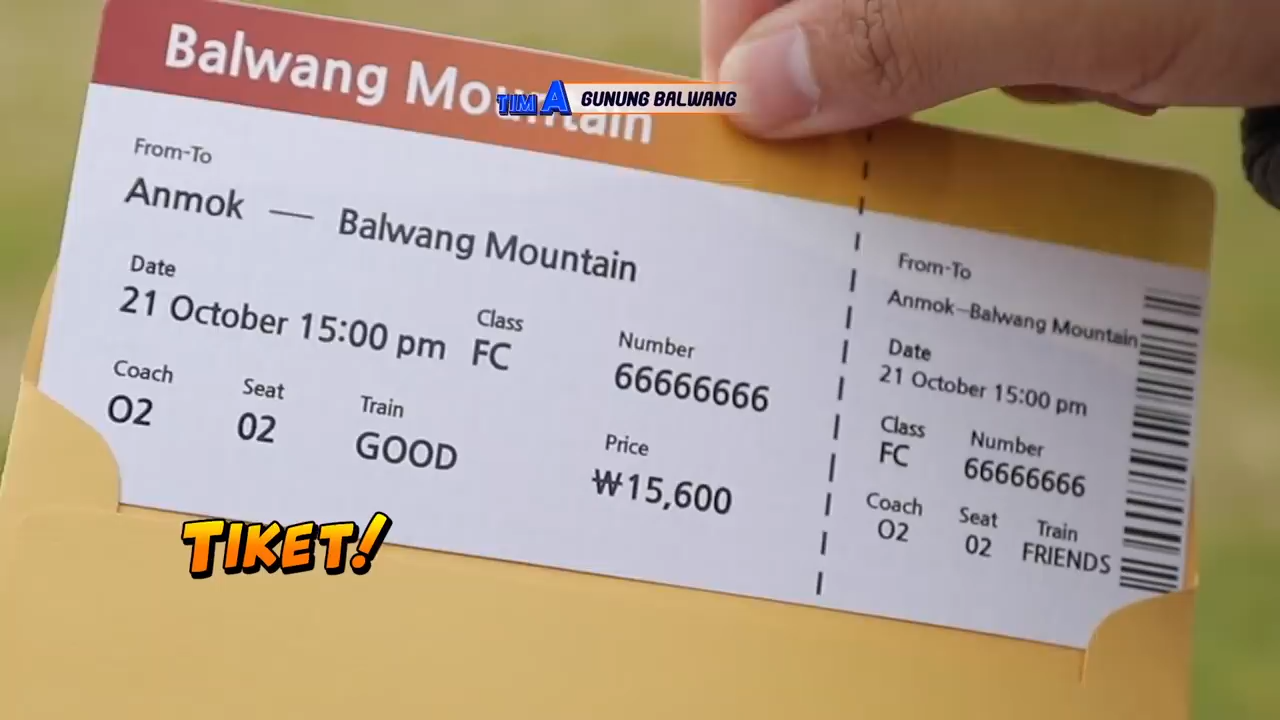 Balwang Mountain
TIM A GUNUNG BALWANG
From-To
Anmok — Balwang Mountain
Date
21 October 15:00 pm
Class
FC
Number
66666666
Coach
O2
Seat
02
Train
GOOD
Price
₩15,600
From-To
Anmok—Balwang Mountain
Date
21 October 15:00 pm
Class
FC
Number
66666666
Coach
O2
Seat
02
Train
FRIENDS
TIKET!